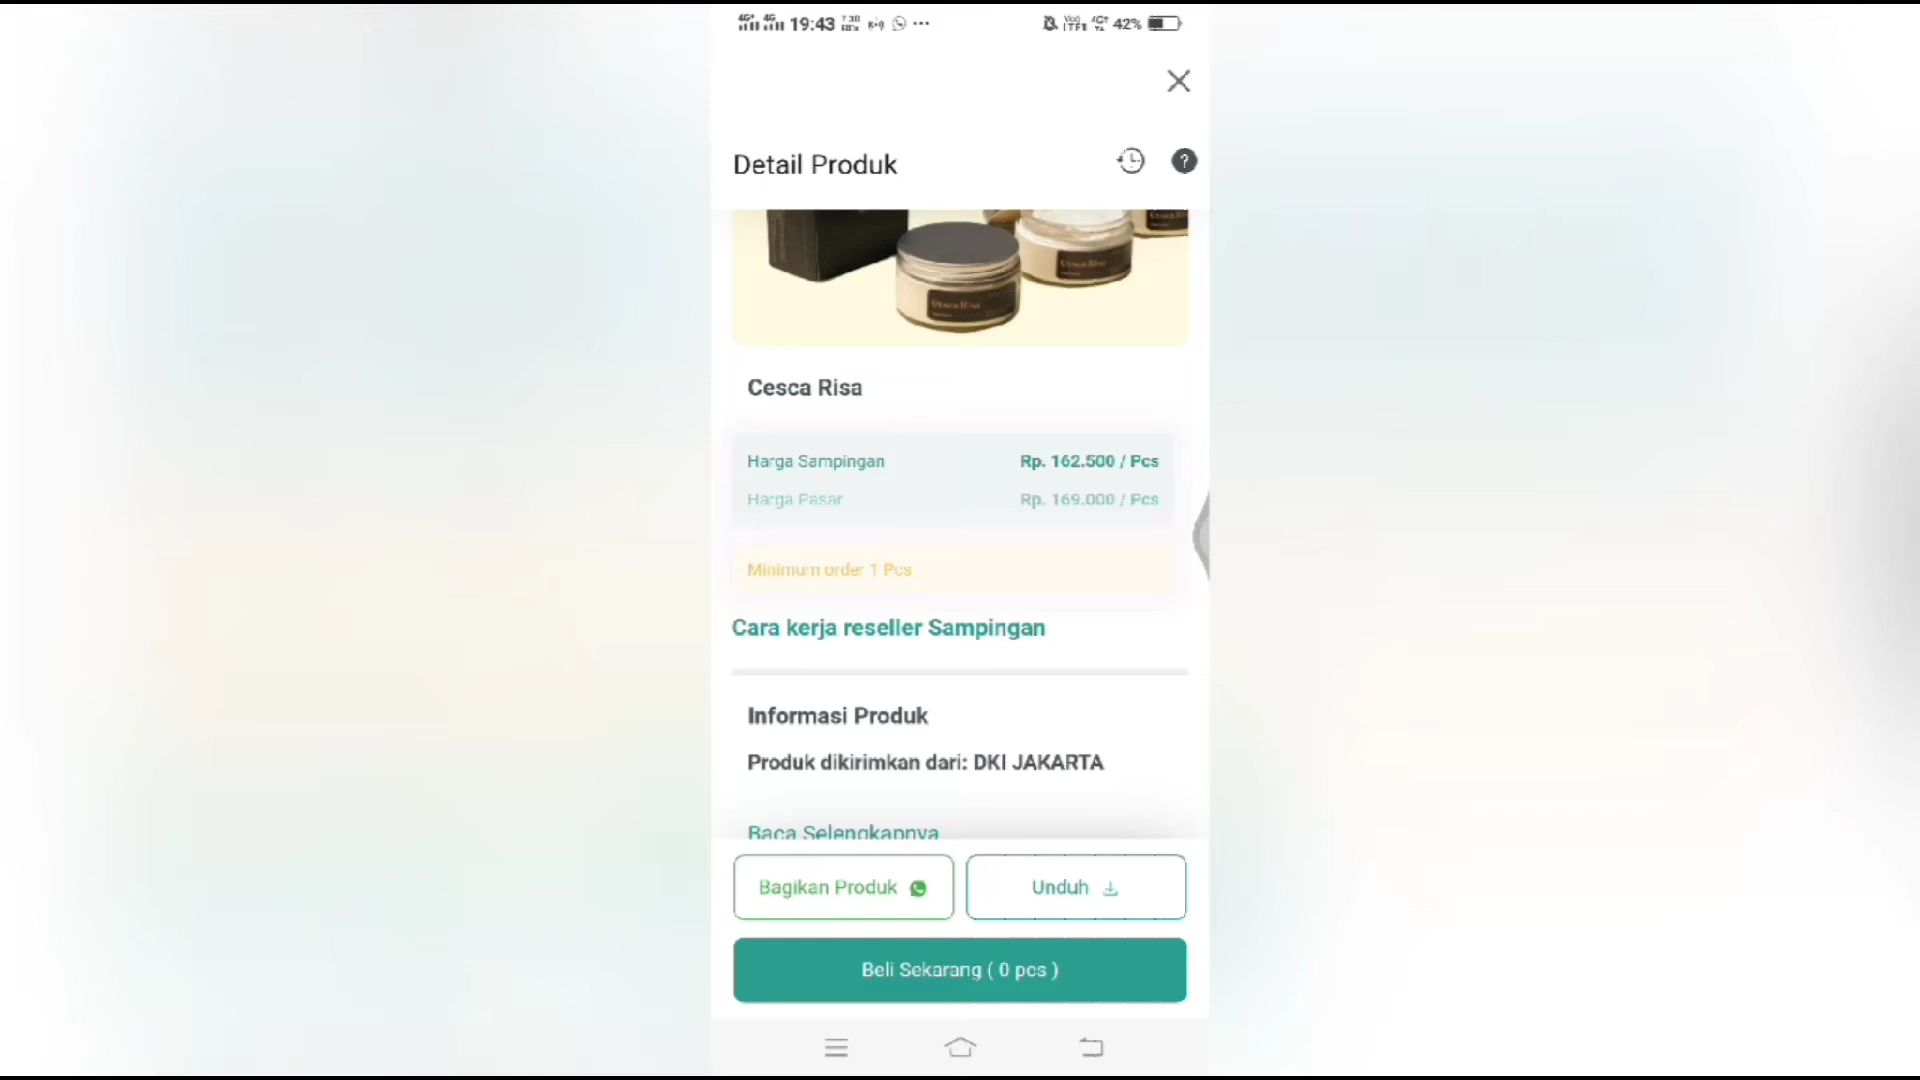 19:43
42%
Detail Produk
?
Cesca Risa
Cesca Risa
Harga Sampingan Rp. 162.500 / Pcs
Harga Pasar Rp. 169.000 / Pcs
Minimum order 1 Pcs
Cara kerja reseller Sampingan
Informasi Produk
Produk dikirimkan dari: DKI JAKARTA
Baca Selengkapnya
Bagikan Produk
Unduh
Beli Sekarang ( 0 pcs )